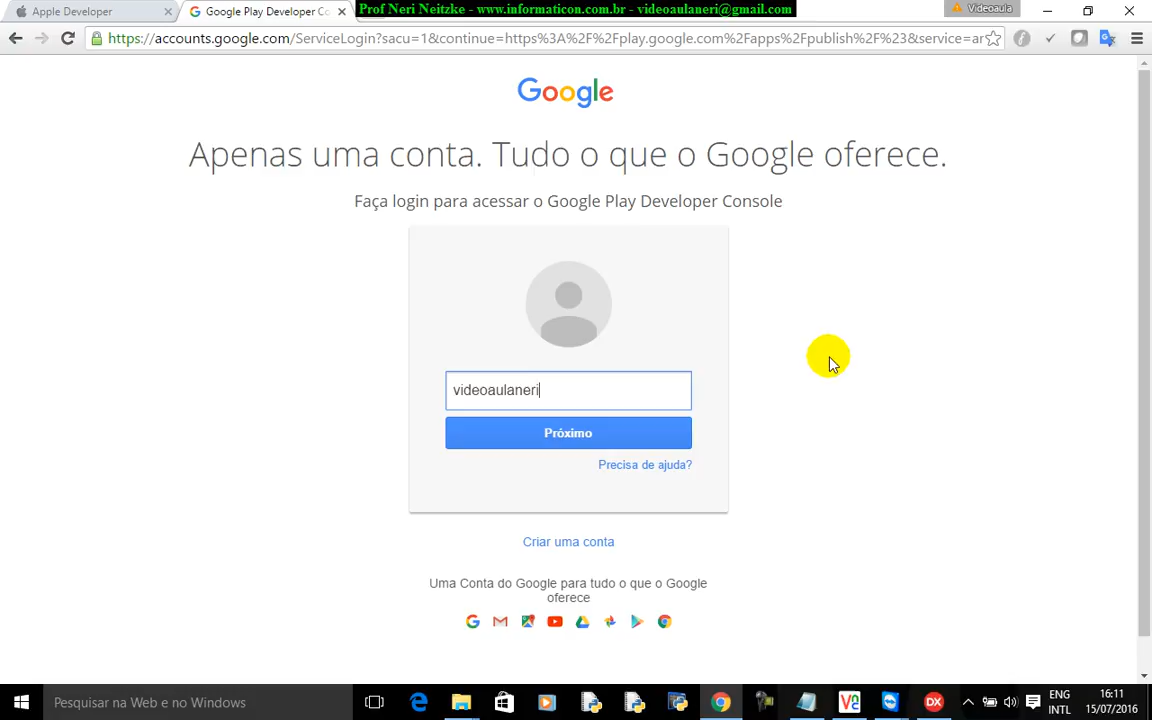 Apple Developer
Google Play Developer Co
Prof Neri Neitzke - www.informaticon.com.br - videoaulaneri@gmail.com
Videoaula
https://accounts.google.com/ServiceLogin?sacu=1&continue=https%3A%2F%2Fplay.google.com%2Fapps%2Fpublish%2F%23&service=ar
Google
Apenas uma conta. Tudo o que o Google oferece.
Faça login para acessar o Google Play Developer Console
videoaulaneri
Próximo
Precisa de ajuda?
Criar uma conta
Uma Conta do Google para tudo o que o Google
oferece
Pesquisar na Web e no Windows
VE
DX
ENG
INTL
16:11
15/07/2016